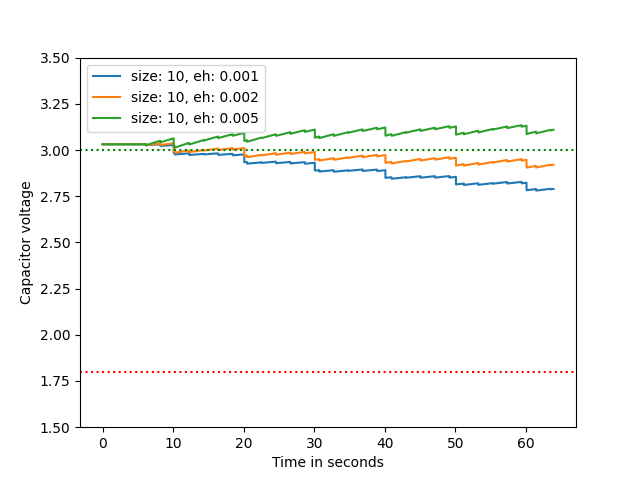 3.50
3.25
3.00
2.75
2.50
2.25
2.00
1.75
1.50
Capacitor voltage
size: 10, eh: 0.001
size: 10, eh: 0.002
size: 10, eh: 0.005
0 10 20 30 40 50 60
Time in seconds